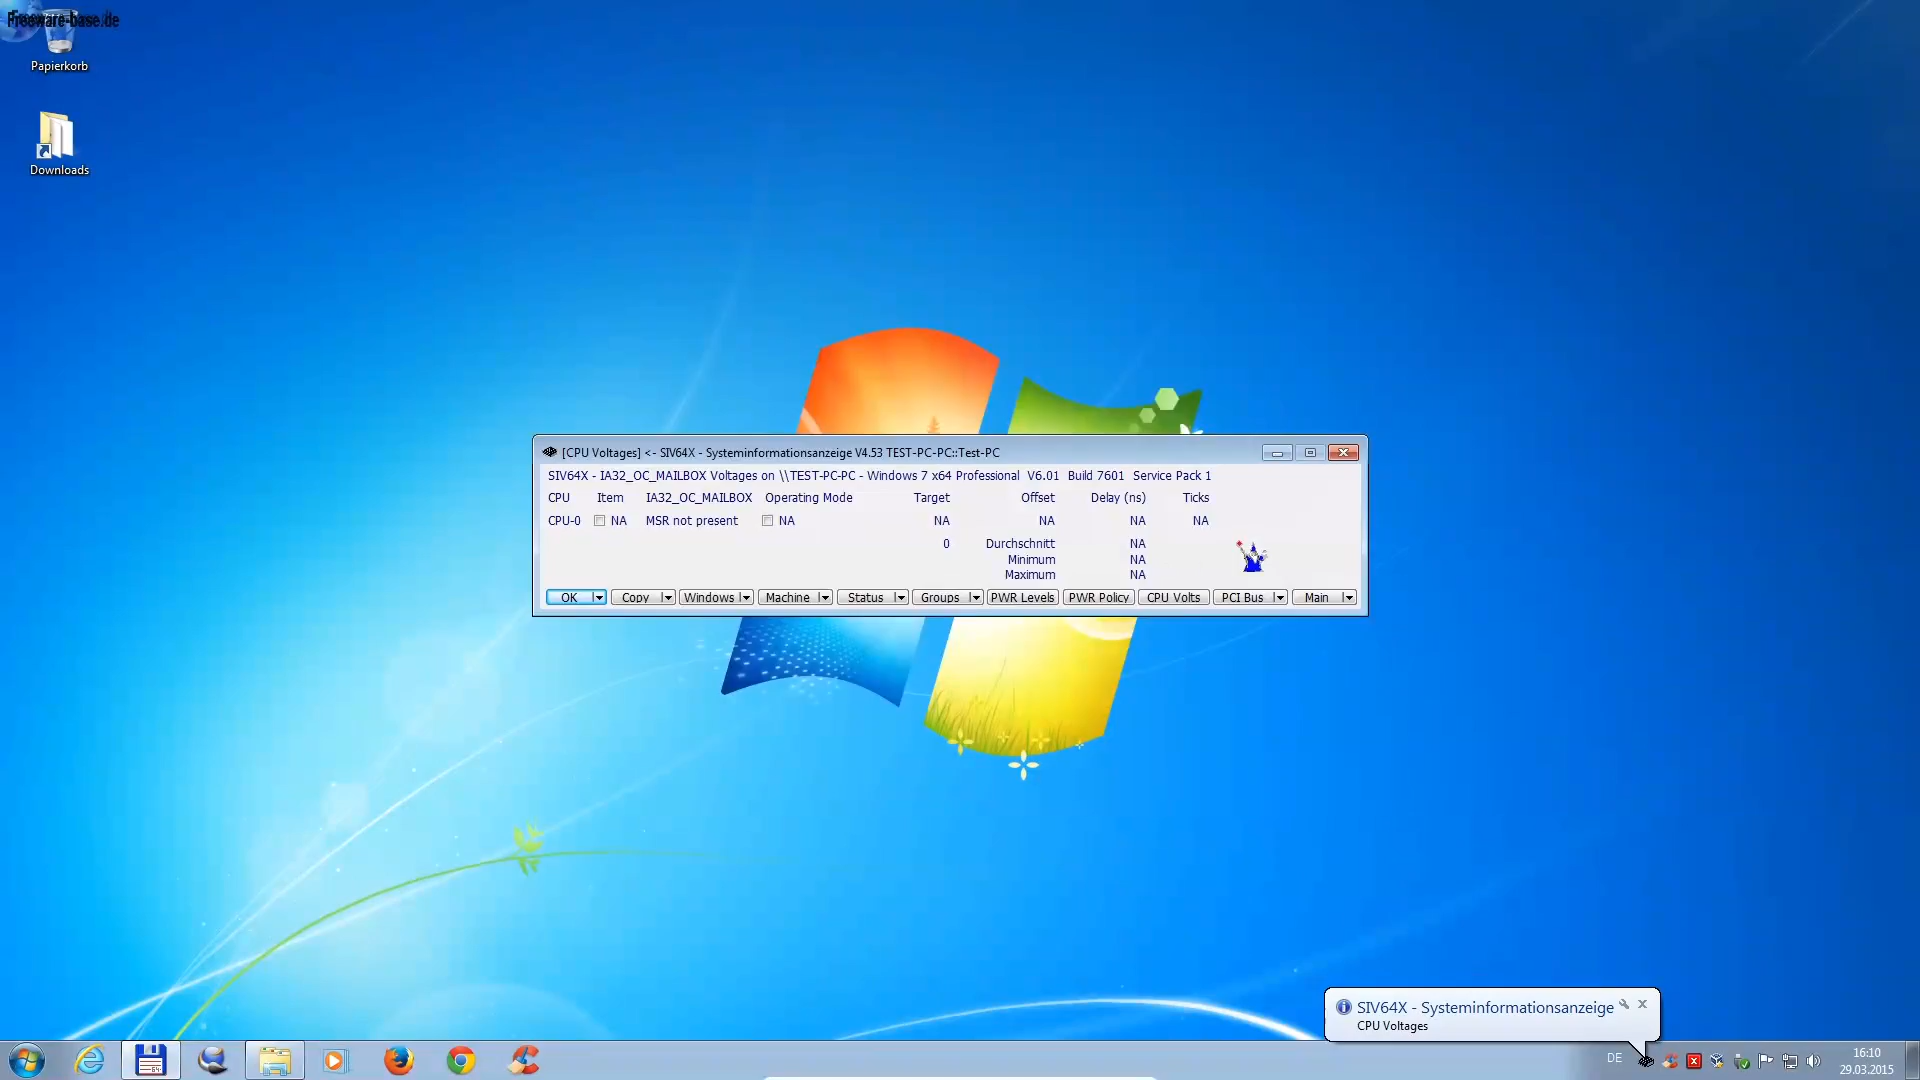 Freeware-base.de
Papierkorb
Downloads
[CPU Voltages] <- SIV64X - Systeminformationsanzeige V4.53 TEST-PC-PC::Test-PC
SIV64X - IA32_OC_MAILBOX Voltages on \\TEST-PC-PC - Windows 7 x64 Professional V6.01 Build 7601 Service Pack 1
CPU Item IA32_OC_MAILBOX Operating Mode Target Offset Delay (ns) Ticks
CPU-0 NA MSR not present NA NA NA NA NA
0 Durchschnitt NA
Minimum NA
Maximum NA
OK Copy Windows Machine Status Groups PWR Levels PWR Policy CPU Volts PCI Bus Main
SIV64X - Systeminformationsanzeige
CPU Voltages
DE
16:10
29.03.2015